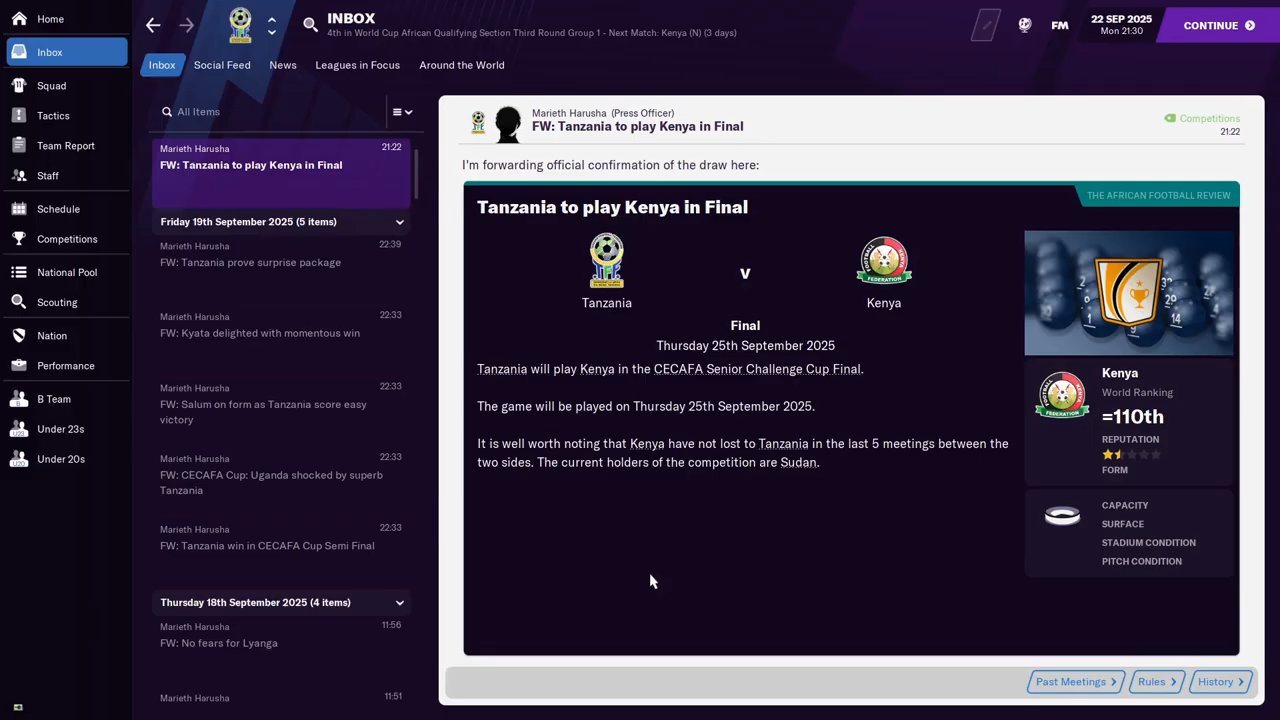 Home
Inbox
Squad
Tactics
Team Report
Staff
Schedule
Competitions
National Pool
Scouting
Nation
Performance
B Team
Under 23s
Under 20s
INBOX
4th in World Cup African Qualifying Section Third Round Group 1 - Next Match: Kenya (N) (3 days)
FM
22 SEP 2025
Mon 21:30
CONTINUE
Inbox
Social Feed
News
Leagues in Focus
Around the World
All Items
Marieth Harusha
21:22
FW: Tanzania to play Kenya in Final
Friday 19th September 2025 (5 items)
Marieth Harusha
22:39
FW: Tanzania prove surprise package
Marieth Harusha
22:33
FW: Kyata delighted with momentous win
Marieth Harusha
22:33
FW: Salum on form as Tanzania score easy
victory
Marieth Harusha
22:33
FW: CECAFA Cup: Uganda shocked by superb
Tanzania
Marieth Harusha
22:33
FW: Tanzania win in CECAFA Cup Semi Final
Thursday 18th September 2025 (4 items)
Marieth Harusha
11:56
FW: No fears for Lyanga
Marieth Harusha
11:51
Marieth Harusha (Press Officer)
FW: Tanzania to play Kenya in Final
Competitions
21:22
I'm forwarding official confirmation of the draw here:
THE AFRICAN FOOTBALL REVIEW
Tanzania to play Kenya in Final
v
Tanzania
Kenya
Final
Thursday 25th September 2025
Tanzania will play Kenya in the CECAFA Senior Challenge Cup Final.
The game will be played on Thursday 25th September 2025.
It is well worth noting that Kenya have not lost to Tanzania in the last 5 meetings between the
two sides. The current holders of the competition are Sudan.
Kenya
World Ranking
=110th
REPUTATION
FORM
CAPACITY
SURFACE
STADIUM CONDITION
PITCH CONDITION
Past Meetings
Rules
History